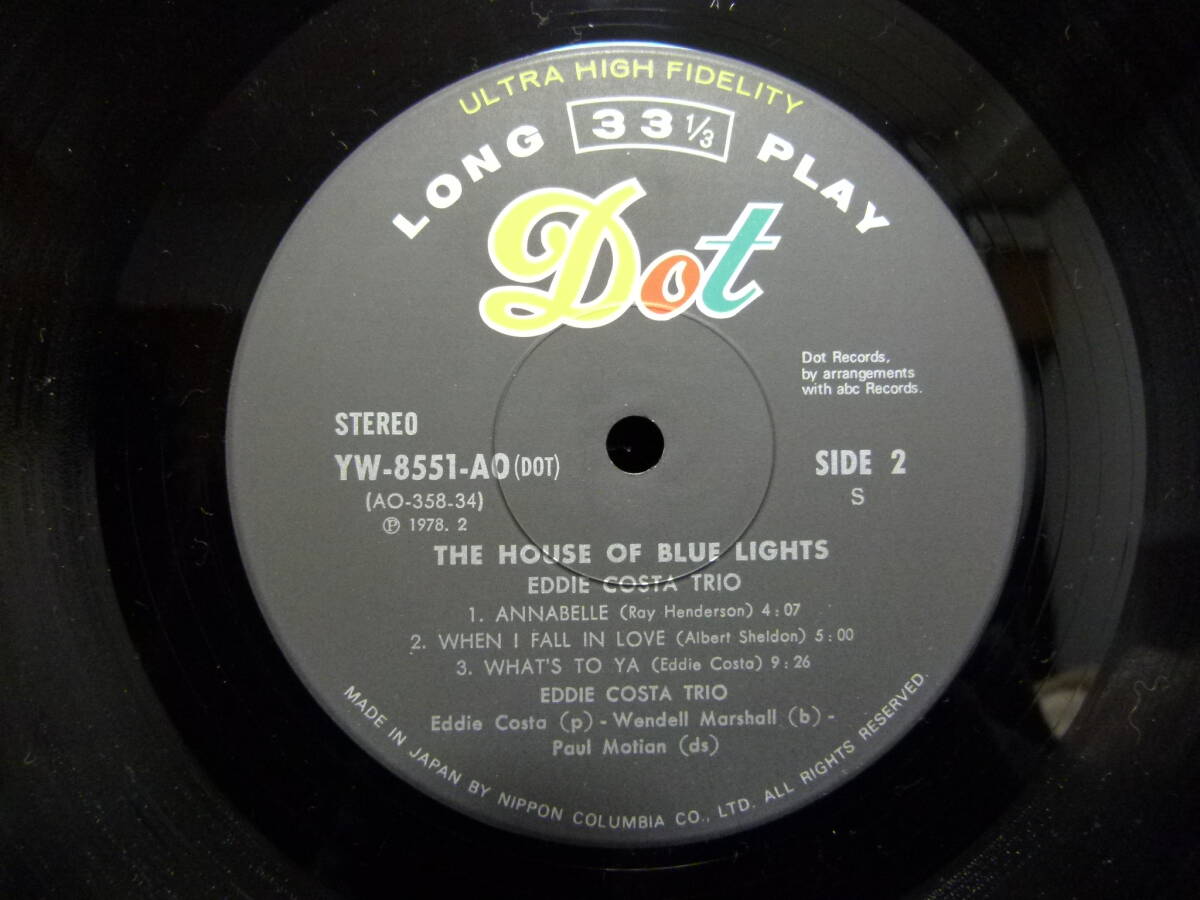 ULTRA HIGH FIDELITY
LONG 33 1/3 PLAY
Dot
Dot Records,
by arrangements
with abc Records.
STEREO
YW-8551-AO (DOT)
(AO-358-34)
Ⓟ 1978. 2
SIDE 2
S
THE HOUSE OF BLUE LIGHTS
EDDIE COSTA TRIO
1. ANNABELLE (Ray Henderson) 4:07
2. WHEN I FALL IN LOVE (Albert Sheldon) 5:00
3. WHAT'S TO YA (Eddie Costa) 9:26
EDDIE COSTA TRIO
Eddie Costa (p) - Wendell Marshall (b) -
Paul Motian (ds)
MADE IN JAPAN BY NIPPON COLUMBIA CO., LTD. ALL RIGHTS RESERVED.